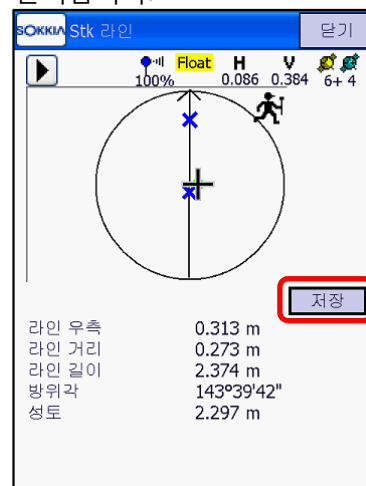 SOKKIA Stk 라인 닫기
Float H V
100% 0.086 0.384 6+ 4
저장
라인 우측 0.313 m
라인 거리 0.273 m
라인 길이 2.374 m
방위각 143º39'42"
성토 2.297 m